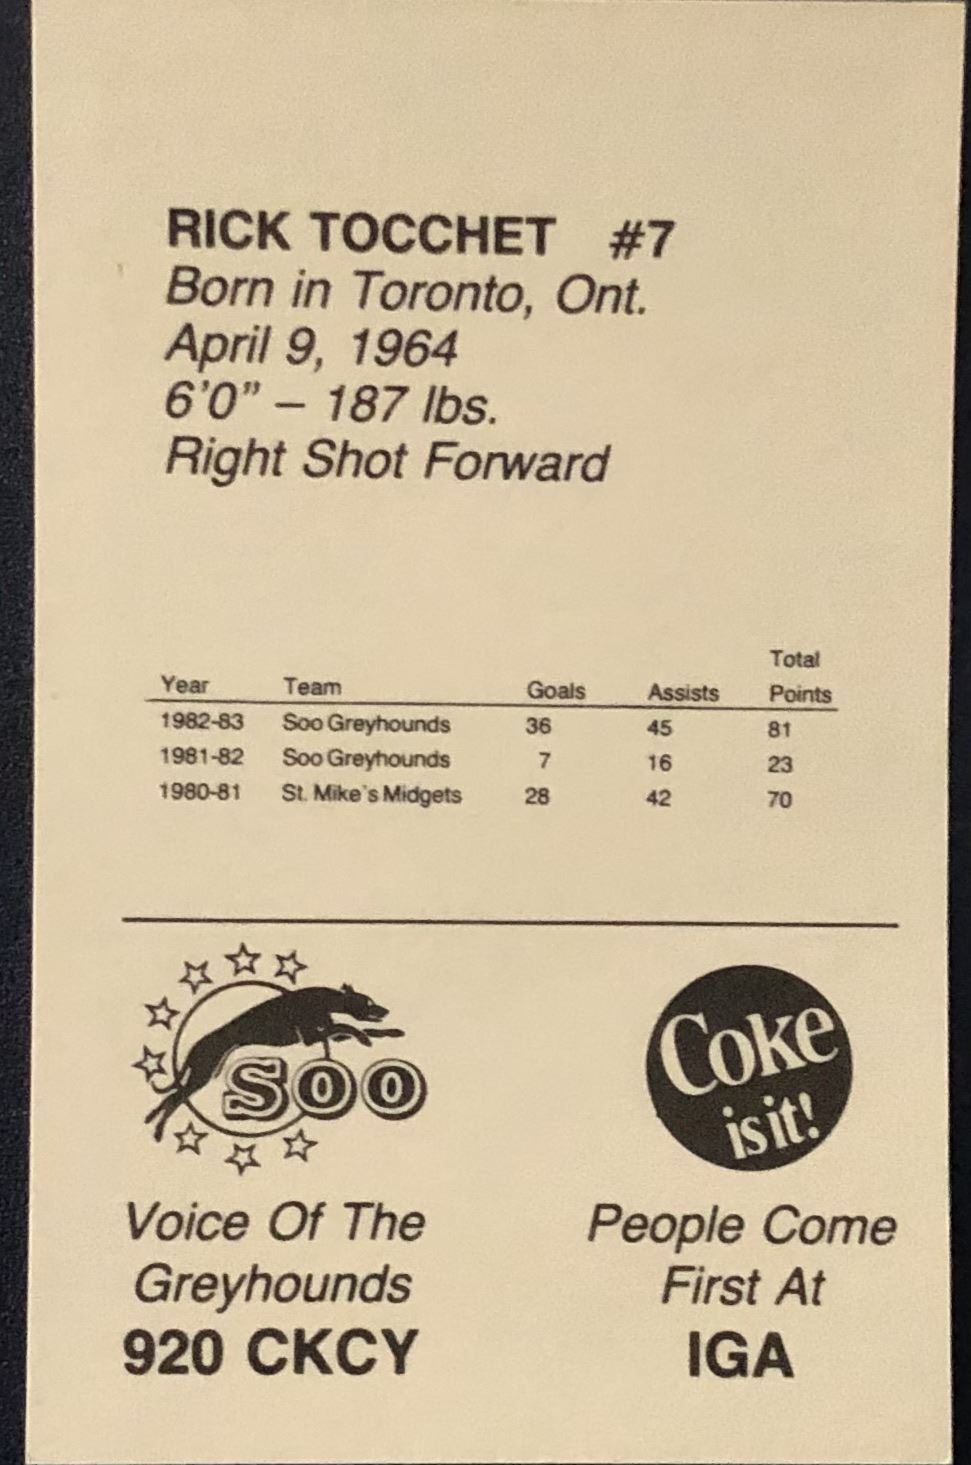 RICK TOCCHET #7
Born in Toronto, Ont.
April 9, 1964
6'0" – 187 lbs.
Right Shot Forward
Year Team Goals Assists Total Points
1982-83 Soo Greyhounds 36 45 81
1981-82 Soo Greyhounds 7 16 23
1980-81 St. Mike's Midgets 28 42 70
SOO
Voice Of The
Greyhounds
920 CKCY
Coke
is it!
People Come
First At
IGA